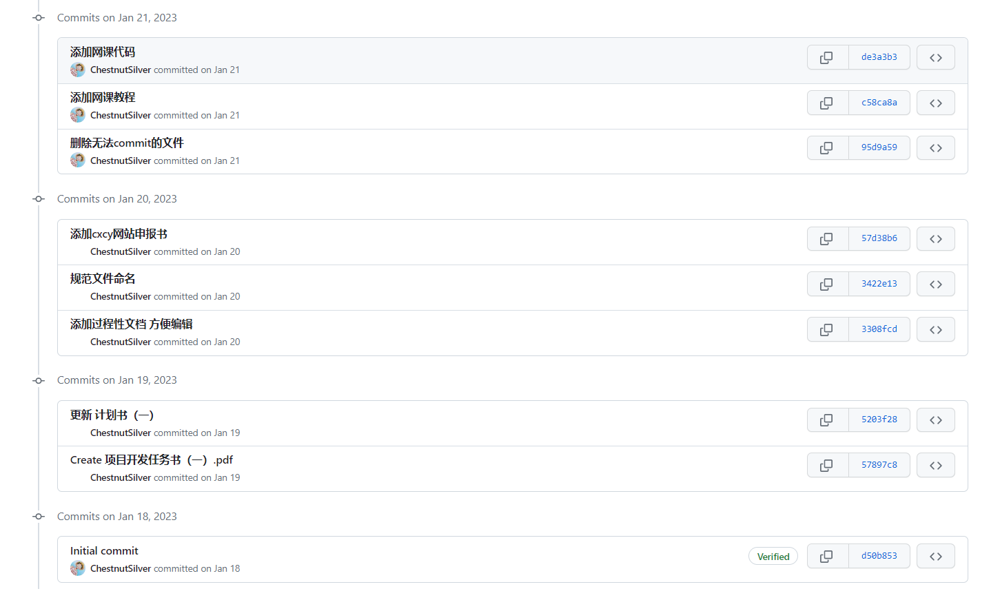 Commits on Jan 21, 2023
添加网课代码
ChestnutSilver committed on Jan 21
de3a3b3
添加网课教程
ChestnutSilver committed on Jan 21
c58ca8a
删除无法commit的文件
ChestnutSilver committed on Jan 21
95d9a59
Commits on Jan 20, 2023
添加cxcy网站申报书
ChestnutSilver committed on Jan 20
57d38b6
规范文件命名
ChestnutSilver committed on Jan 20
3422e13
添加过程性文档 方便编辑
ChestnutSilver committed on Jan 20
3308fcd
Commits on Jan 19, 2023
更新 计划书（一）
ChestnutSilver committed on Jan 19
5203f28
Create 项目开发任务书（一）.pdf
ChestnutSilver committed on Jan 19
57897c8
Commits on Jan 18, 2023
Initial commit
ChestnutSilver committed on Jan 18
Verified
d50b853